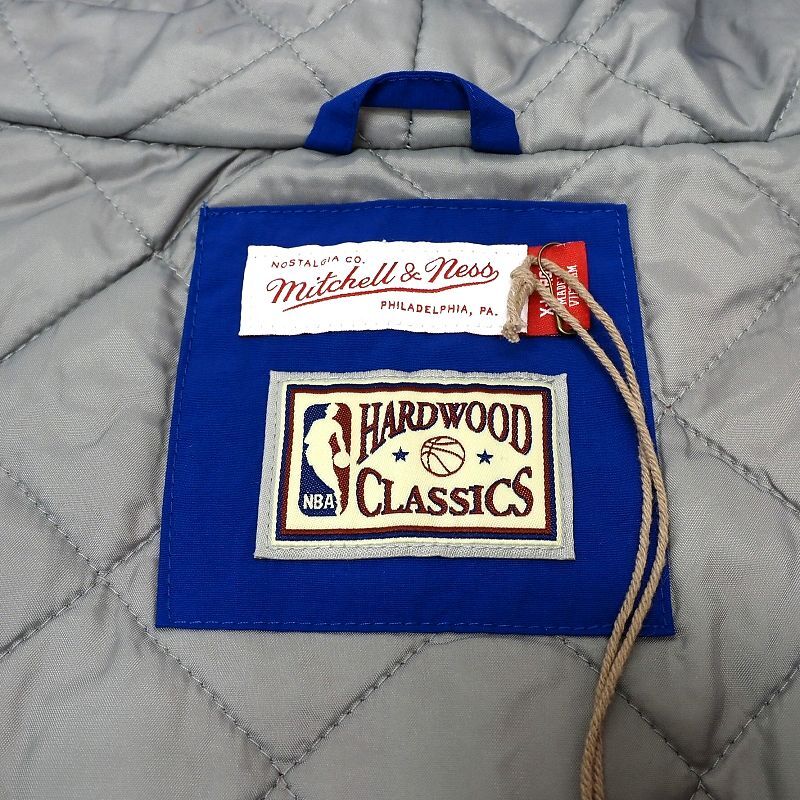 NOSTALGIA CO.
Mitchell & Ness
PHILADELPHIA, PA.
HARDWOOD
NBA
CLASSICS